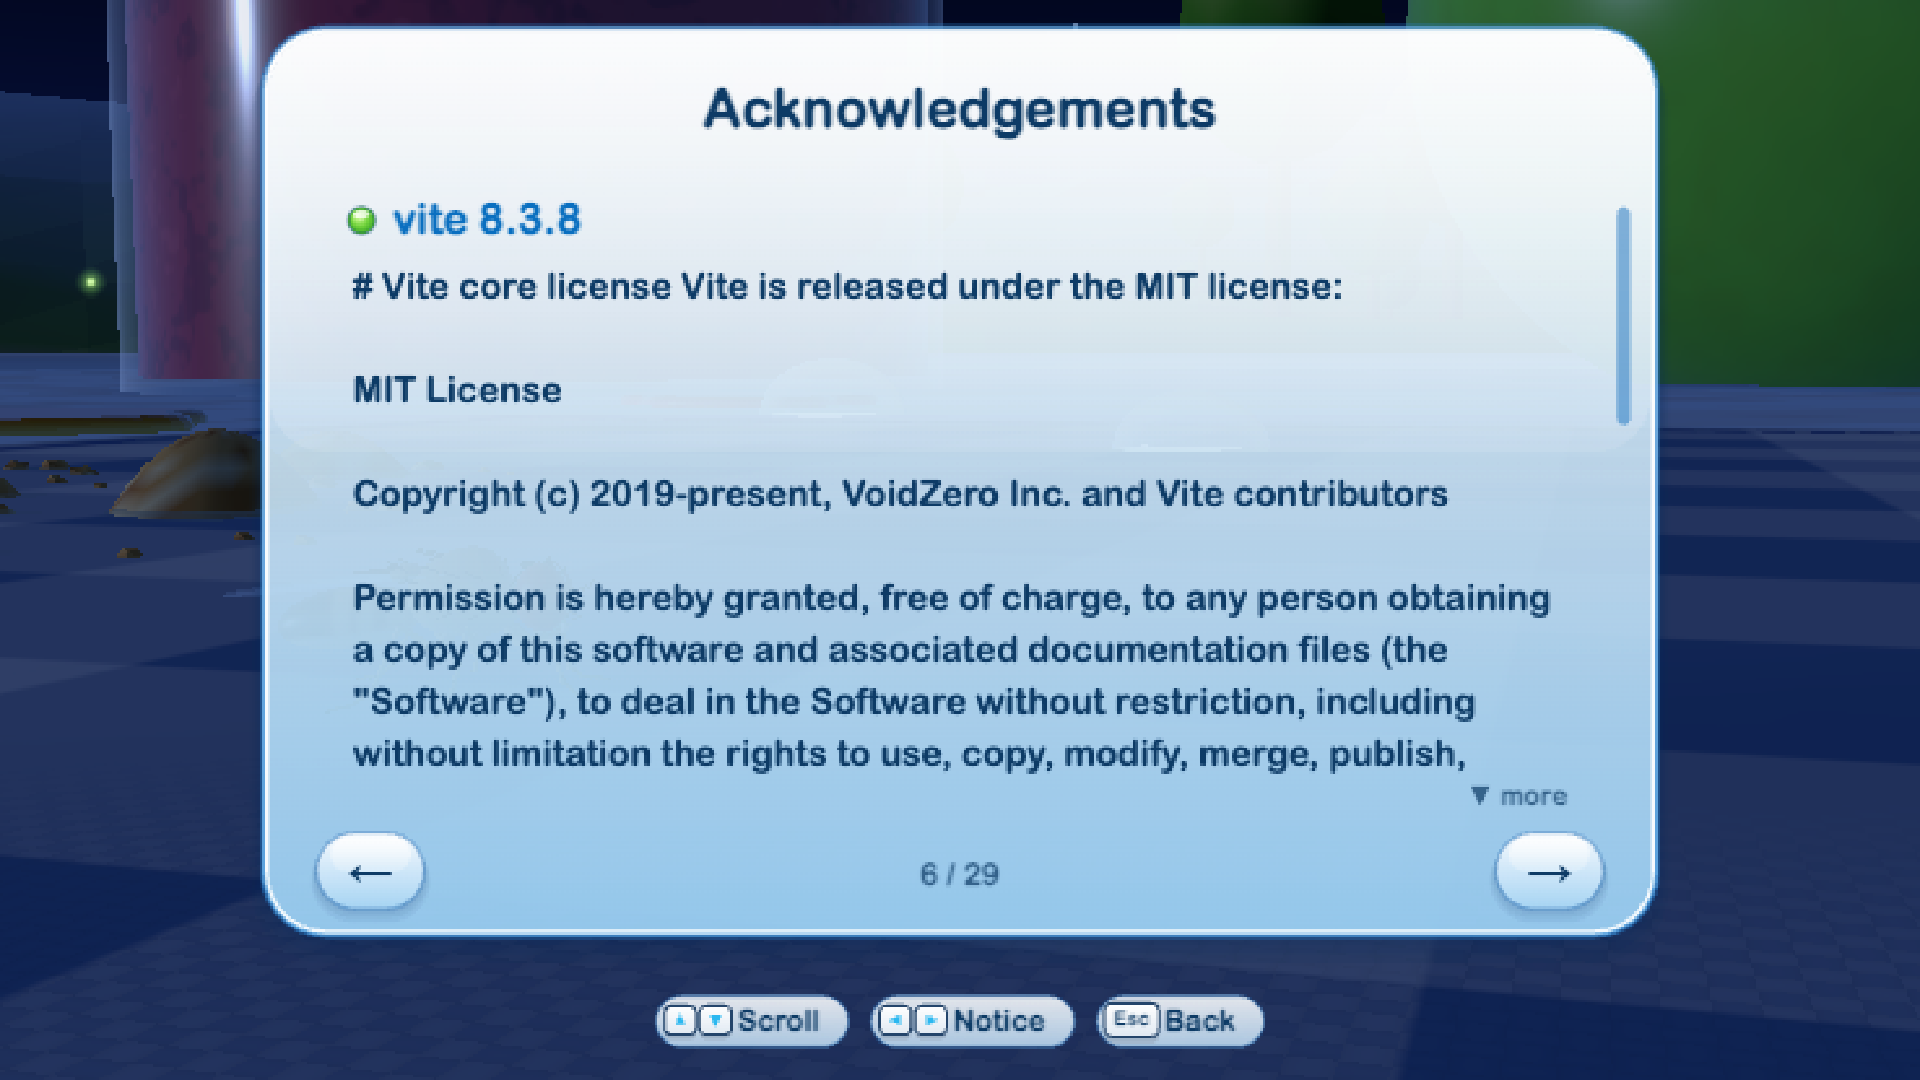 Acknowledgements
vite 8.3.8
# Vite core license Vite is released under the MIT license:
MIT License
Copyright (c) 2019-present, VoidZero Inc. and Vite contributors
Permission is hereby granted, free of charge, to any person obtaining
a copy of this software and associated documentation files (the
"Software"), to deal in the Software without restriction, including
without limitation the rights to use, copy, modify, merge, publish,
▼ more
← 6 / 29 →
▲ ▼ Scroll ◀ ▶ Notice Esc Back